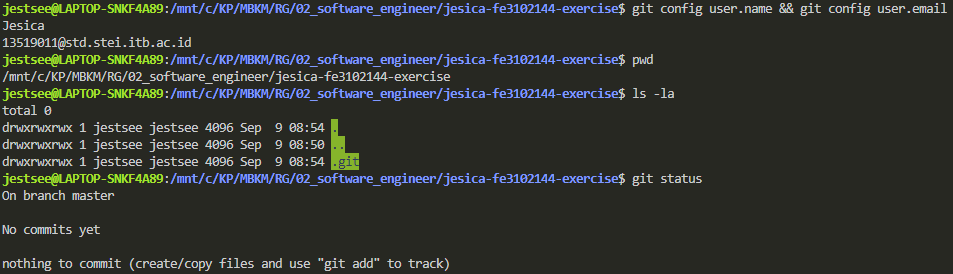 jestsee@LAPTOP-SNKF4A89:/mnt/c/KP/MBKM/RG/02_software_engineer/jesica-fe3102144-exercise$ git config user.name && git config user.email
Jesica
13519011@std.stei.itb.ac.id
jestsee@LAPTOP-SNKF4A89:/mnt/c/KP/MBKM/RG/02_software_engineer/jesica-fe3102144-exercise$ pwd
/mnt/c/KP/MBKM/RG/02_software_engineer/jesica-fe3102144-exercise
jestsee@LAPTOP-SNKF4A89:/mnt/c/KP/MBKM/RG/02_software_engineer/jesica-fe3102144-exercise$ ls -la
total 0
drwxrwxrwx 1 jestsee jestsee 4096 Sep  9 08:54 .
drwxrwxrwx 1 jestsee jestsee 4096 Sep  9 08:50 ..
drwxrwxrwx 1 jestsee jestsee 4096 Sep  9 08:54 .git
jestsee@LAPTOP-SNKF4A89:/mnt/c/KP/MBKM/RG/02_software_engineer/jesica-fe3102144-exercise$ git status
On branch master

No commits yet

nothing to commit (create/copy files and use "git add" to track)